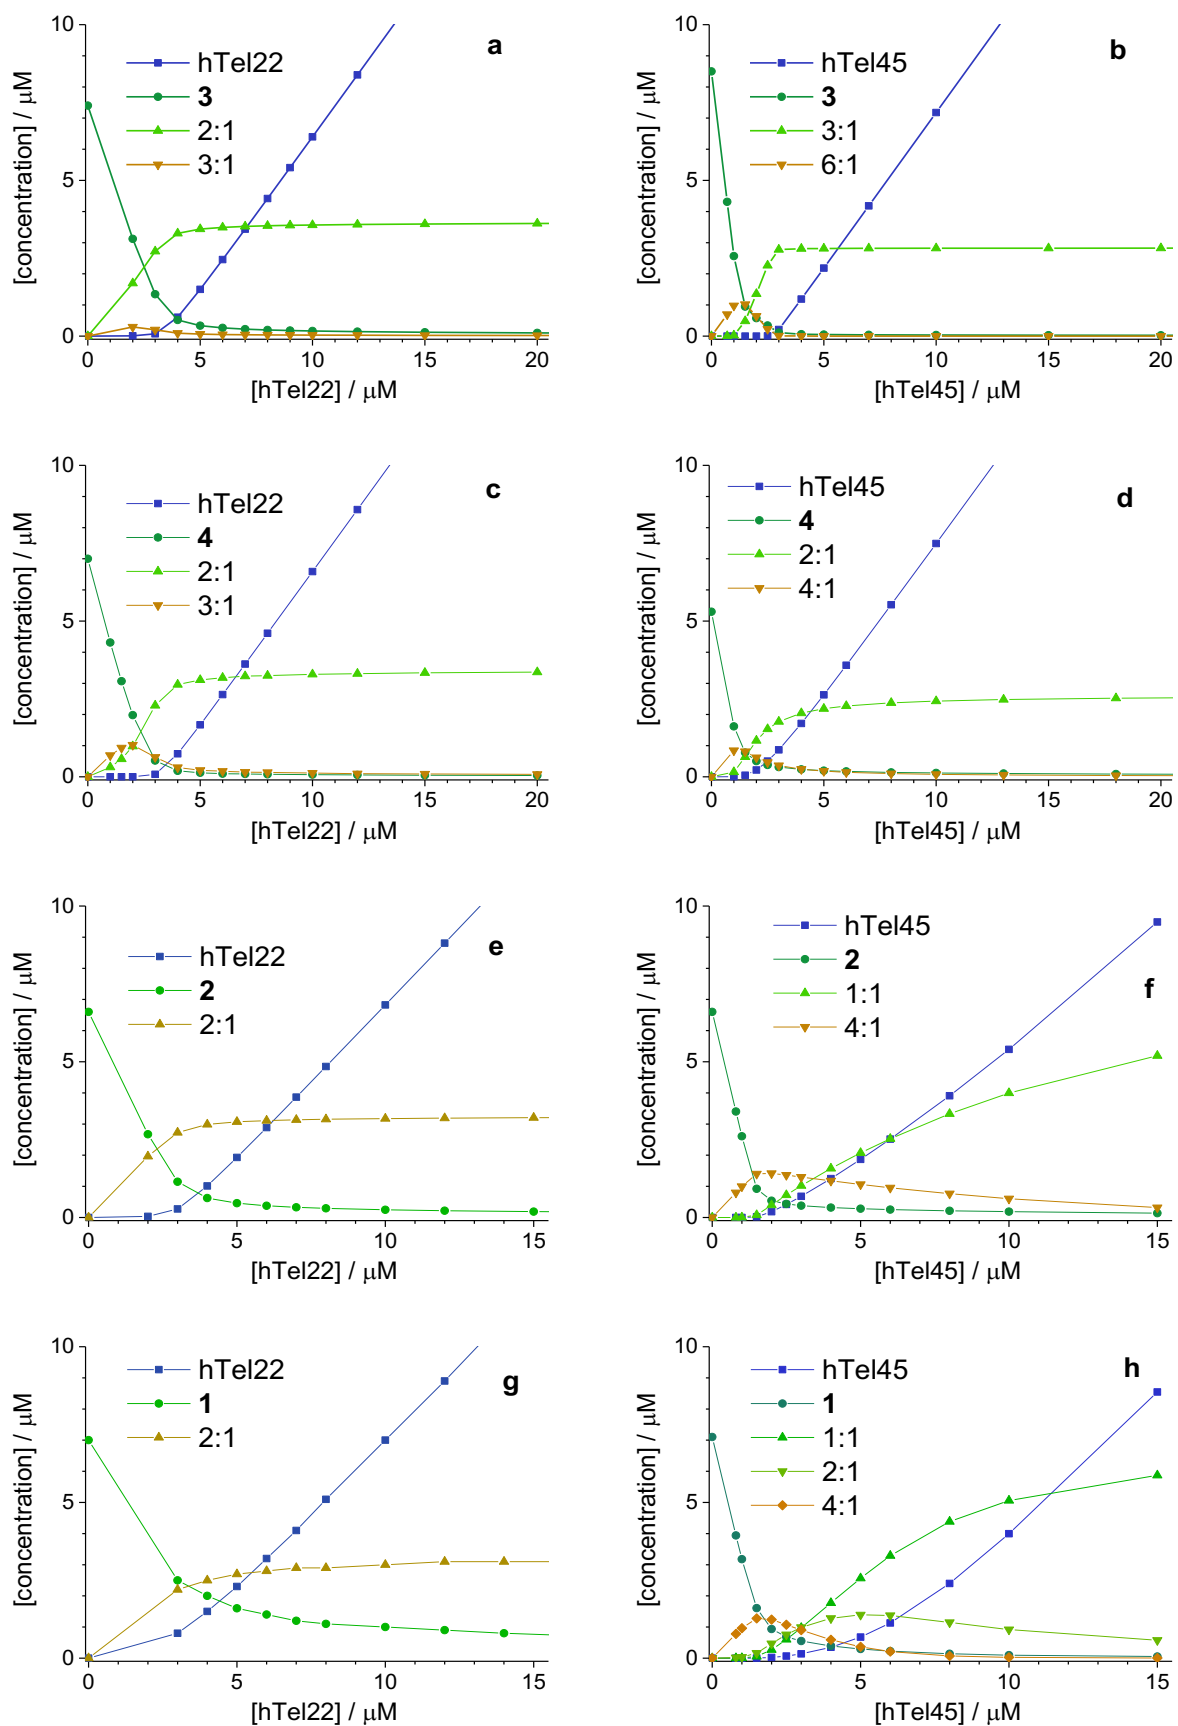 a
hTel22
3
2:1
3:1
[concentration] / μM
10
5
0
0 5 10 15 20
[hTel22] / μM
b
hTel45
3
3:1
6:1
[concentration] / μM
10
5
0
0 5 10 15 20
[hTel45] / μM
c
hTel22
4
2:1
3:1
[concentration] / μM
10
5
0
0 5 10 15 20
[hTel22] / μM
d
hTel45
4
2:1
4:1
[concentration] / μM
10
5
0
0 5 10 15 20
[hTel45] / μM
e
hTel22
2
2:1
[concentration] / μM
10
5
0
0 5 10 15
[hTel22] / μM
f
hTel45
2
1:1
4:1
[concentration] / μM
10
5
0
0 5 10 15
[hTel45] / μM
g
hTel22
1
2:1
[concentration] / μM
10
5
0
0 5 10 15
[hTel22] / μM
h
hTel45
1
1:1
2:1
4:1
[concentration] / μM
10
5
0
0 5 10 15
[hTel45] / μM